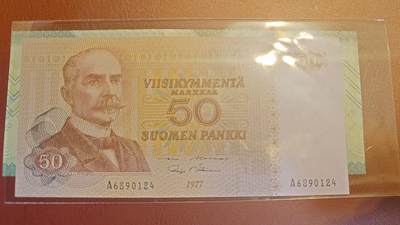 VIISIKYMMENTÄ
MARKKAA
50
SUOMEN PANKKI
50
1977
A6890124
A6890124